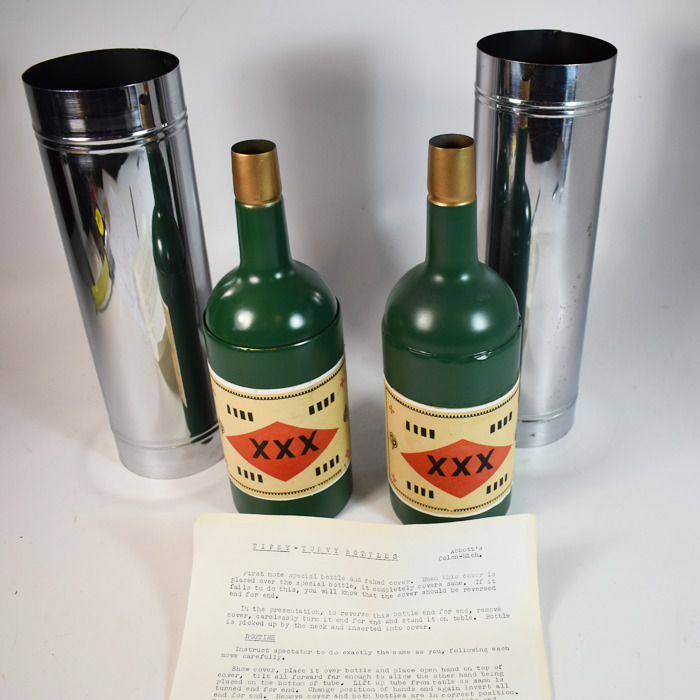 XXX
XXX
TIPSY-TURVY BOTTLES
Abbott's
Colon-Mich.
First note special bottle and faked cover. When this cover is
placed over the special bottle, it completely covers same. If it
fails to do this, you will know that the cover should be reversed
end for end.
In the presentation, to reverse this bottle end for end, remove
cover, carelessly turn it end for end and stand it on table. Bottle
is picked up by the neck and inserted into cover.
ROUTINE
Instruct spectator to do exactly the same as you, following each
move carefully.
Show cover, place it over bottle and place open hand on top of
cover, tilt all forward far enough to allow the other hand being
placed on the bottom of tube. Lift up tube from table as same is
turned end for end. Change position of hands and again invert all
end for end. Remove cover and both bottles are in correct position.